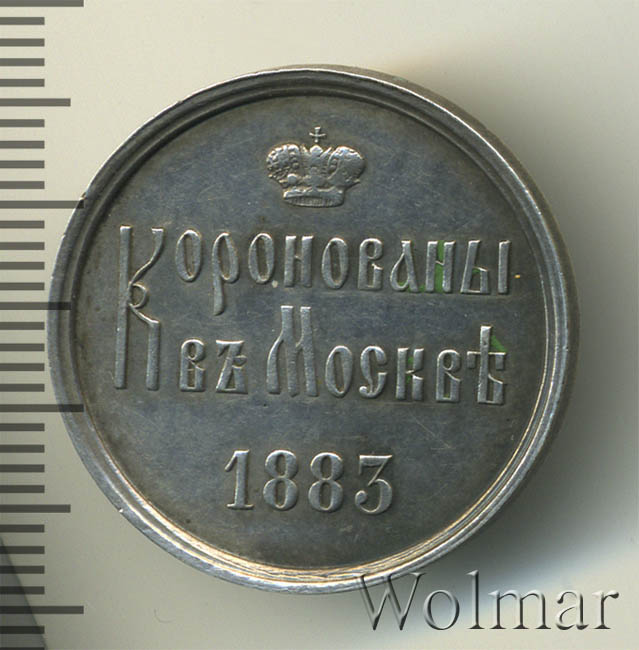 Коронованы
въ Москвѣ
1883
Wolmar